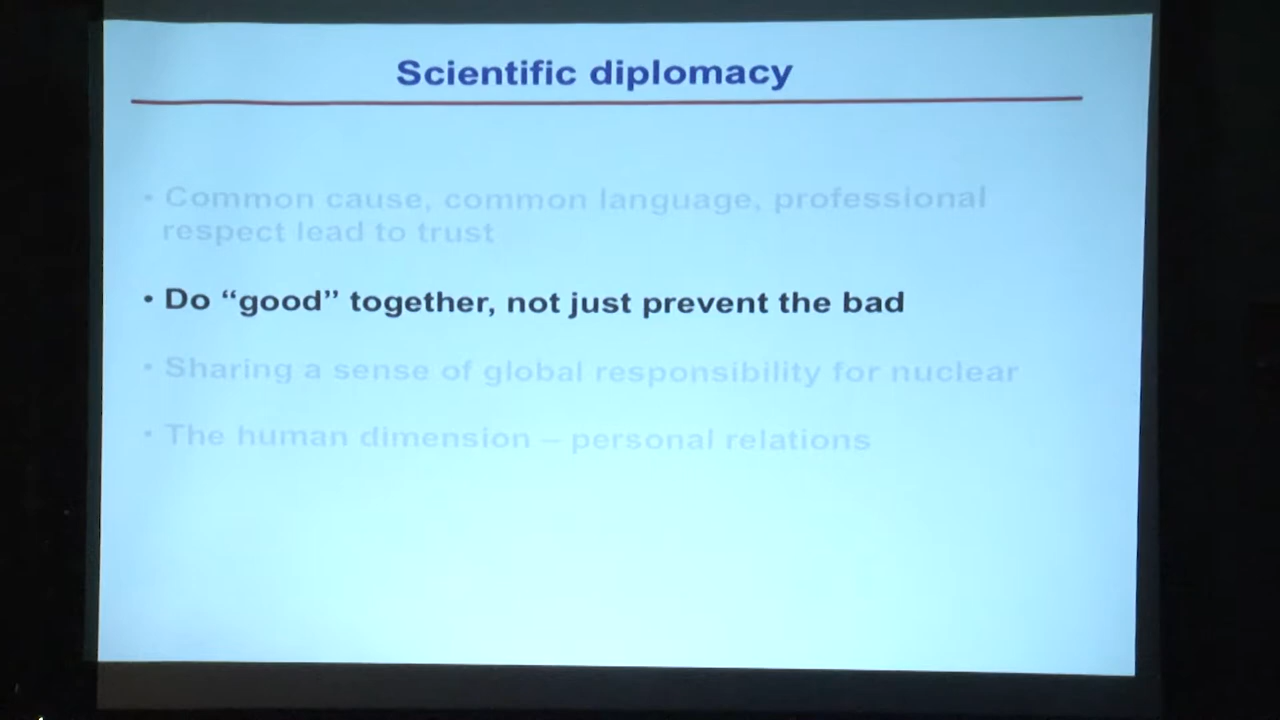 Scientific diplomacy
• Common cause, common language, professional
respect lead to trust
• Do “good” together, not just prevent the bad
• Sharing a sense of global responsibility for nuclear
• The human dimension – personal relations